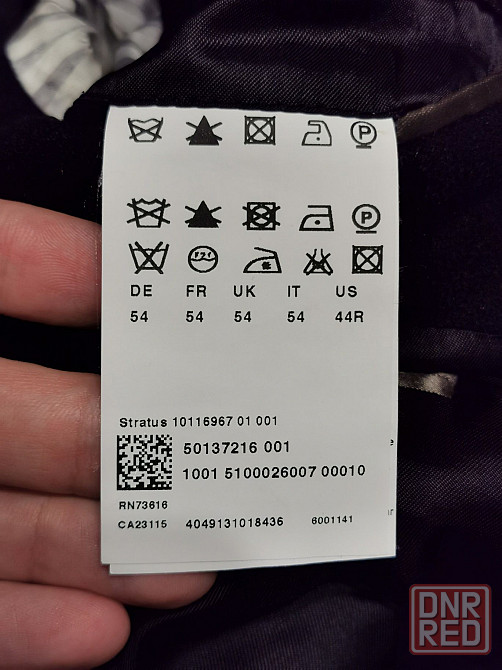 P
P
DE FR UK IT US
54 54 54 54 44R
Stratus 10116967 01 001
50137216 001
1001 5100026007 00010
RN73616
CA23115 4049131018436 6001141
DNR
RED